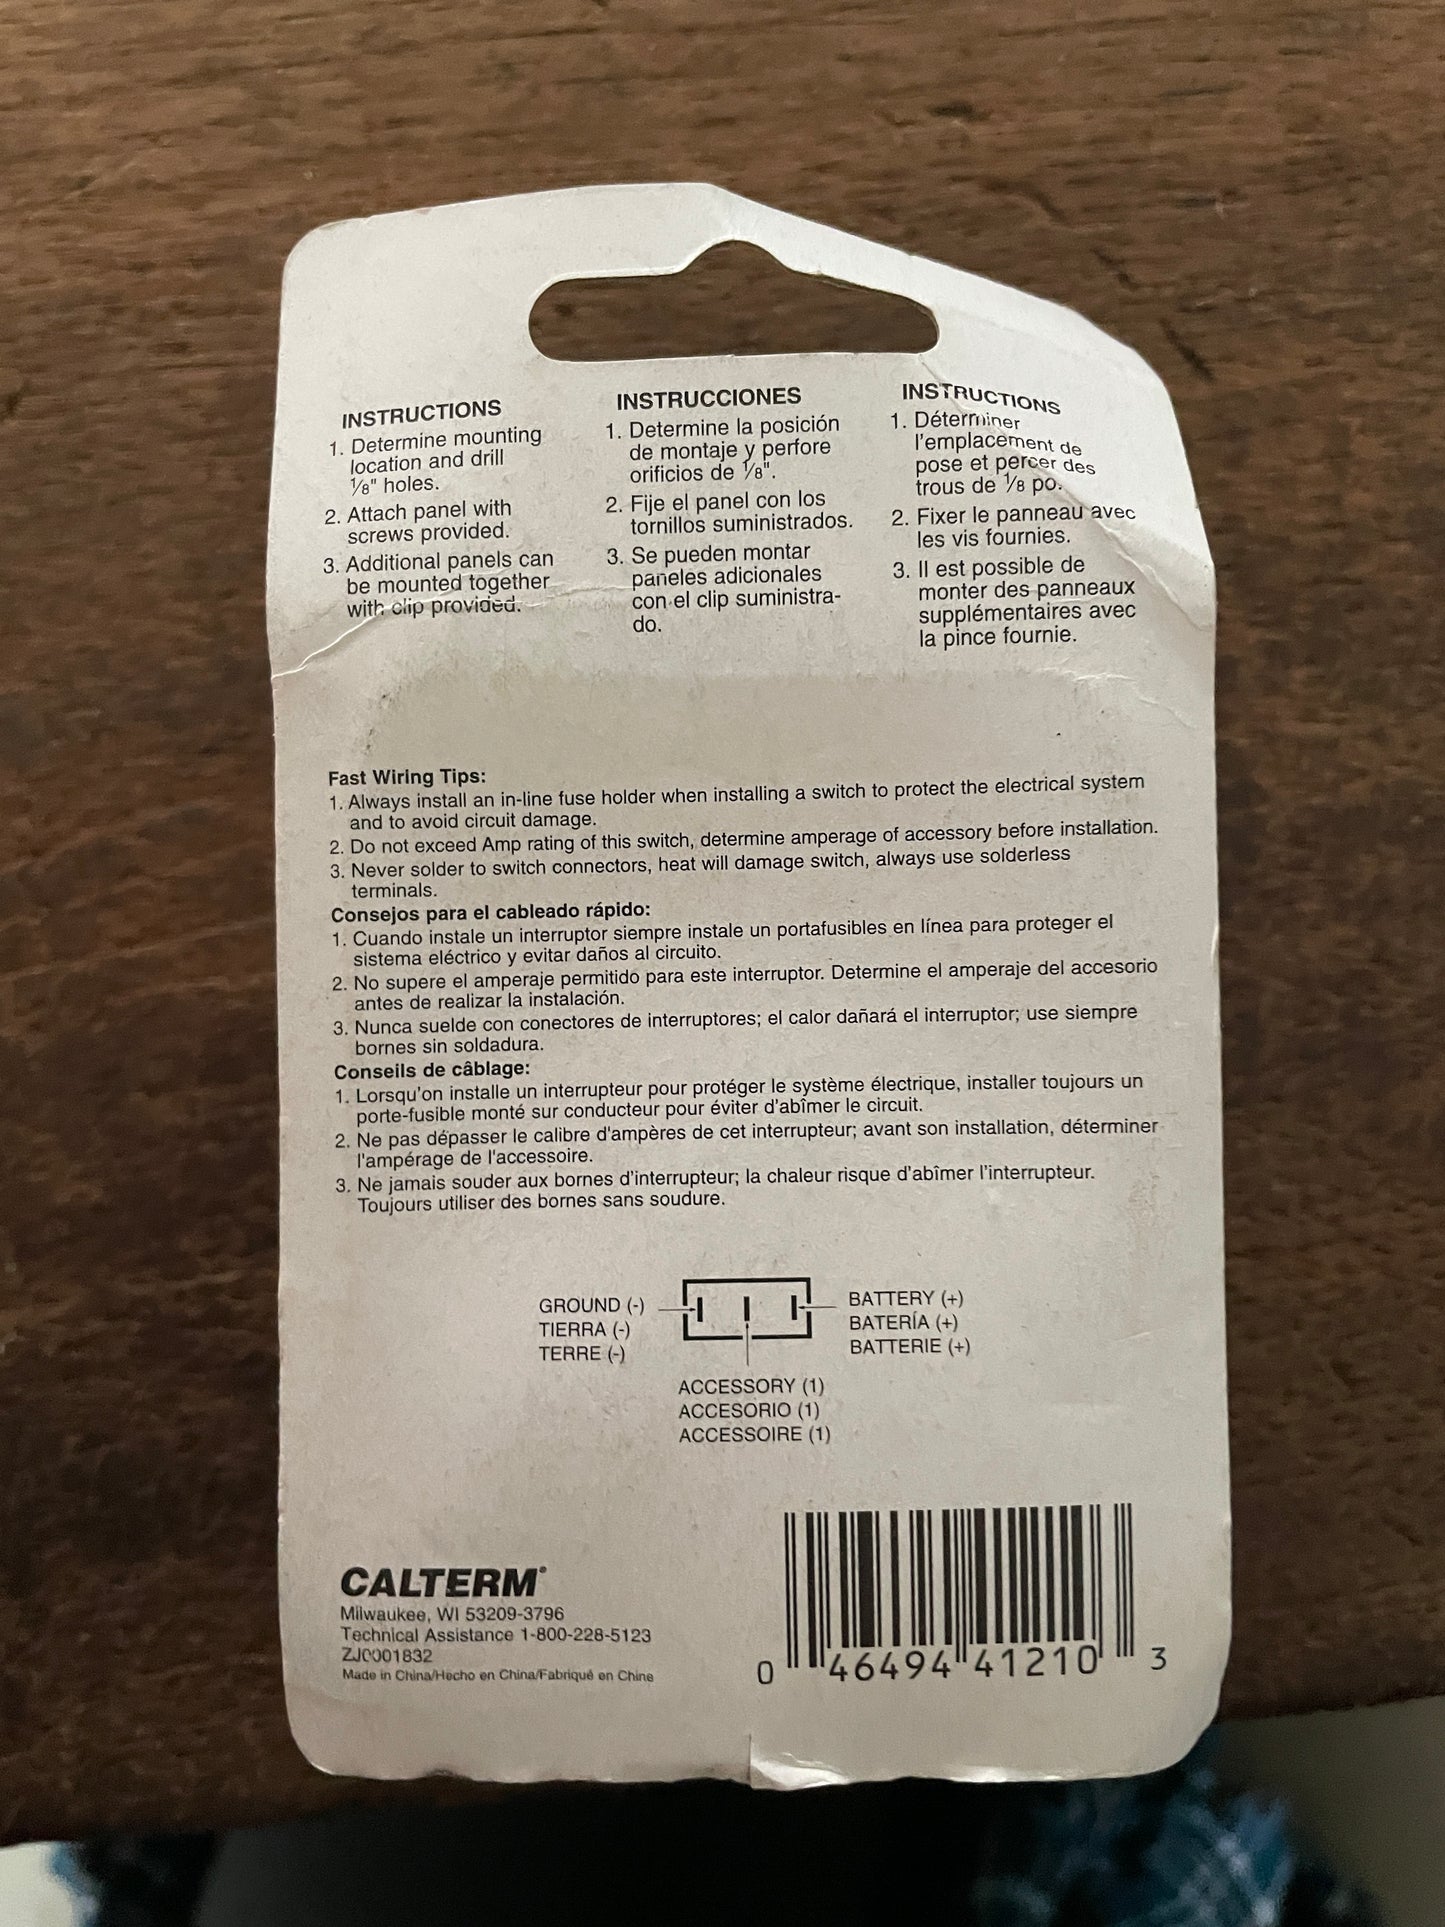 INSTRUCTIONS
1. Determine mounting
location and drill
1/8" holes.
2. Attach panel with
screws provided.
3. Additional panels can
be mounted together
with clip provided.
INSTRUCCIONES
1. Determine la posición
de montaje y perfore
orificios de 1/8".
2. Fije el panel con los
tornillos suministrados.
3. Se pueden montar
paneles adicionales
con el clip suministra-
do.
INSTRUCTIONS
1. Déterminer
l'emplacement de
pose et percer des
trous de 1/8 po.
2. Fixer le panneau avec
les vis fournies.
3. Il est possible de
monter des panneaux
supplémentaires avec
la pince fournie.
Fast Wiring Tips:
1. Always install an in-line fuse holder when installing a switch to protect the electrical system
and to avoid circuit damage.
2. Do not exceed Amp rating of this switch, determine amperage of accessory before installation.
3. Never solder to switch connectors, heat will damage switch, always use solderless
terminals.
Consejos para el cableado rápido:
1. Cuando instale un interruptor siempre instale un portafusibles en línea para proteger el
sistema eléctrico y evitar daños al circuito.
2. No supere el amperaje permitido para este interruptor. Determine el amperaje del accesorio
antes de realizar la instalación.
3. Nunca suelde con conectores de interruptores; el calor dañará el interruptor; use siempre
bornes sin soldadura.
Conseils de câblage:
1. Lorsqu'on installe un interrupteur pour protéger le système électrique, installer toujours un
porte-fusible monté sur conducteur pour éviter d'abîmer le circuit.
2. Ne pas dépasser le calibre d'ampères de cet interrupteur; avant son installation, déterminer
l'ampérage de l'accessoire.
3. Ne jamais souder aux bornes d'interrupteur; la chaleur risque d'abîmer l'interrupteur.
Toujours utiliser des bornes sans soudure.
GROUND (-)
TIERRA (-)
TERRE (-)
BATTERY (+)
BATERÍA (+)
BATTERIE (+)
ACCESSORY (1)
ACCESORIO (1)
ACCESSOIRE (1)
CALTERM®
Milwaukee, WI 53209-3796
Technical Assistance 1-800-228-5123
ZJ0001832
Made in China/Hecho en China/Fabriqué en Chine
0 46494 41210 3